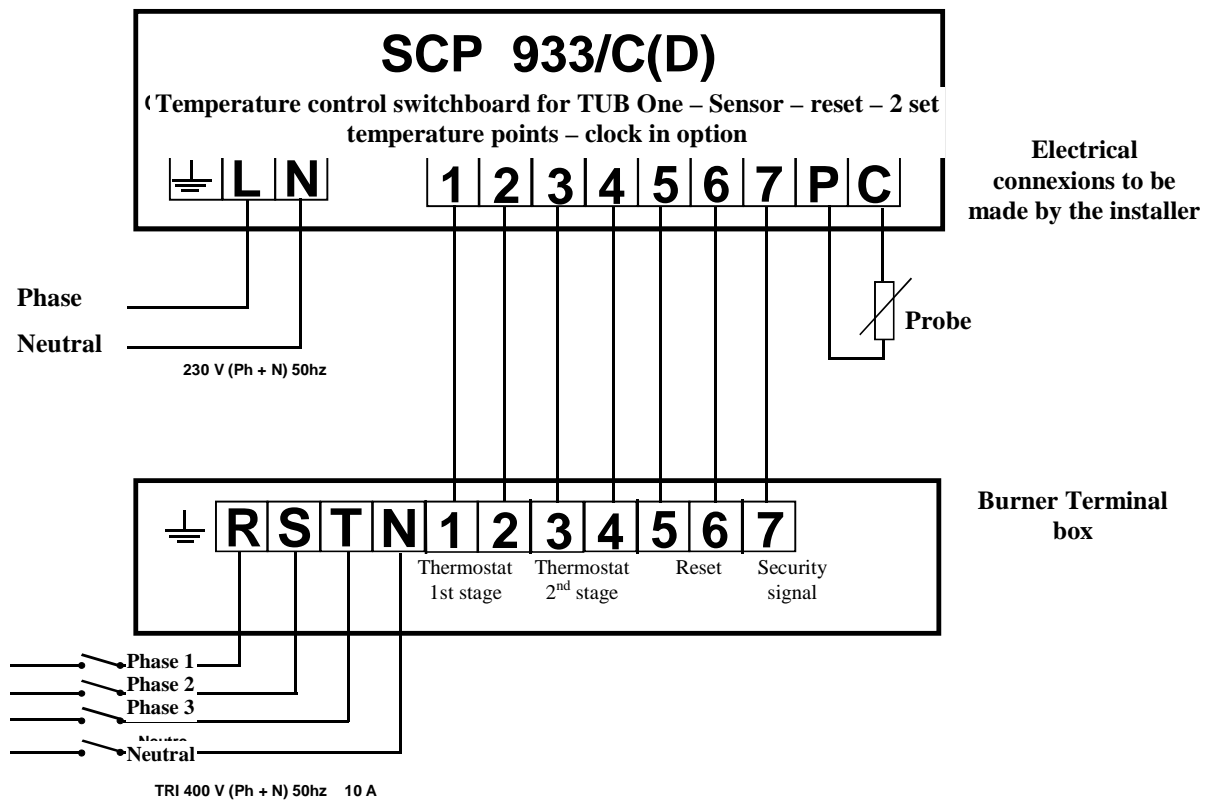 SCP 933/C(D)
Temperature control switchboard for TUB One – Sensor – reset – 2 set
temperature points – clock in option
L N 1 2 3 4 5 6 7 P C
Electrical
connexions to be
made by the installer
Phase
Neutral
230 V (Ph + N) 50hz
Probe
Burner Terminal
box
R S T N 1 2 3 4 5 6 7
Thermostat
1st stage
Thermostat
2nd stage
Reset
Security
signal
Phase 1
Phase 2
Phase 3
Neutral
TRI 400 V (Ph + N) 50hz 10 A